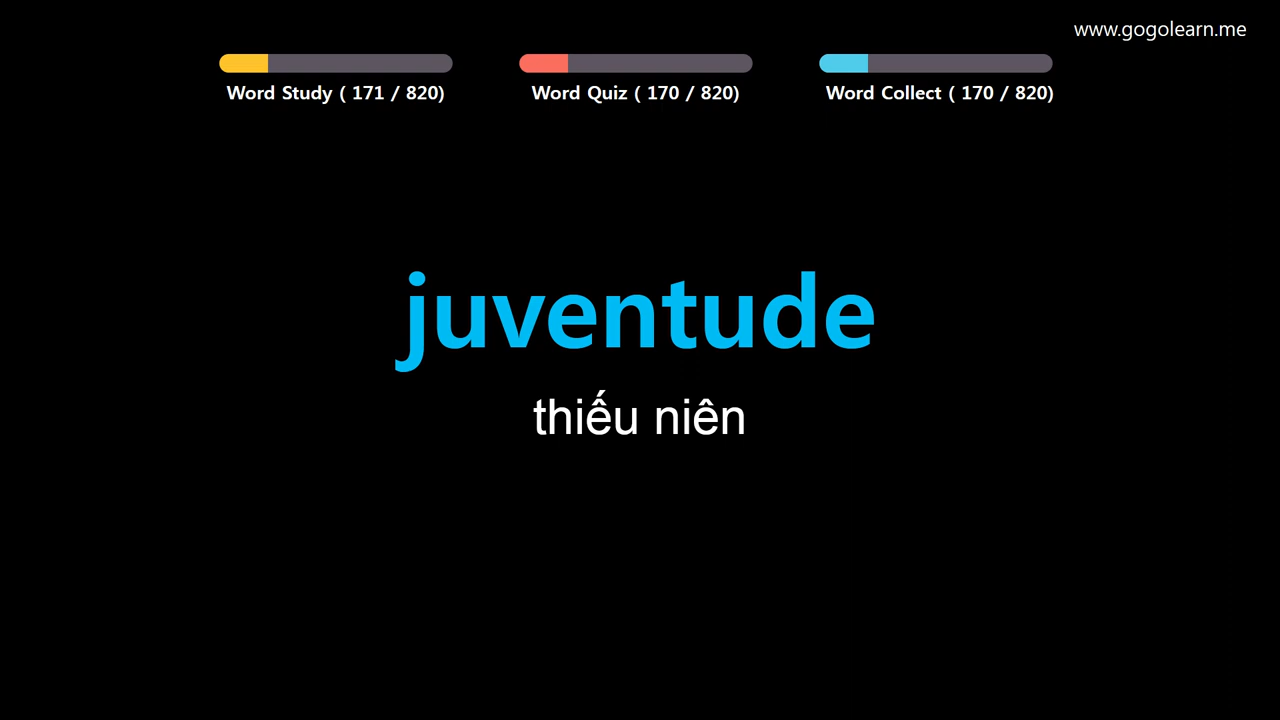 www.gogolearn.me
Word Study ( 171 / 820)
Word Quiz ( 170 / 820)
Word Collect ( 170 / 820)
juventude
thiếu niên